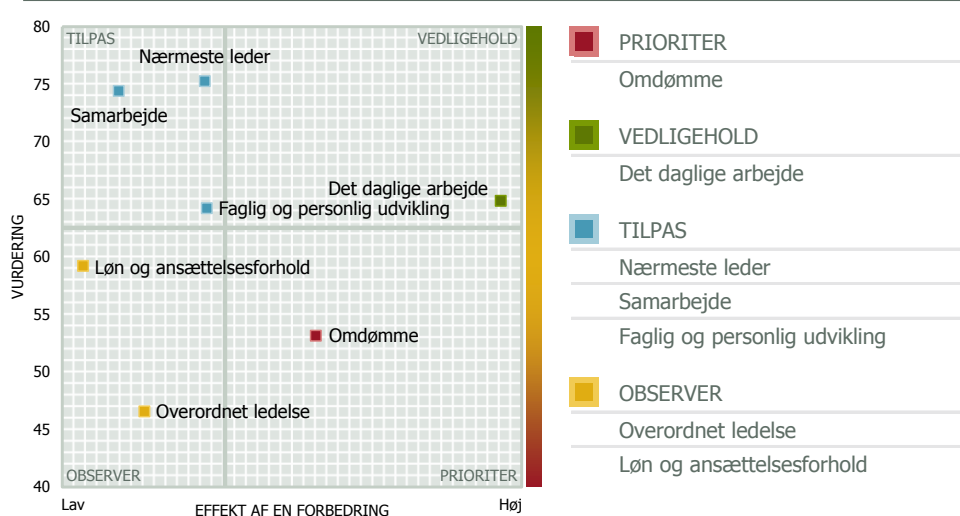 80
TILPAS
VEDLIGEHOLD
Nærmeste leder
75
Samarbejde
70
65
Det daglige arbejde
Faglig og personlig udvikling
60
Løn og ansættelsesforhold
VURDERING
55
Omdømme
50
Overordnet ledelse
45
OBSERVER
PRIORITER
40
Lav
EFFEKT AF EN FORBEDRING
Høj
PRIORITER
Omdømme
VEDLIGEHOLD
Det daglige arbejde
TILPAS
Nærmeste leder
Samarbejde
Faglig og personlig udvikling
OBSERVER
Overordnet ledelse
Løn og ansættelsesforhold